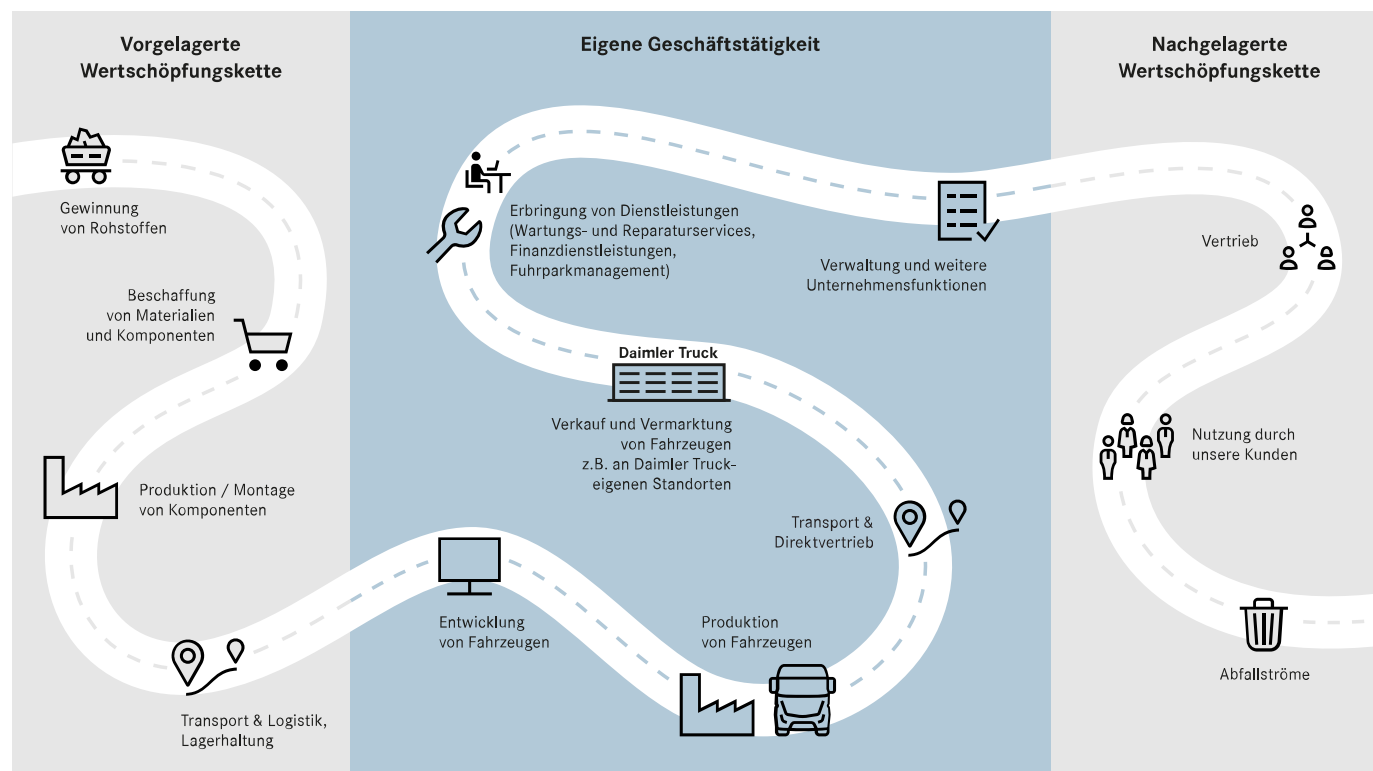 Vorgelagerte
Wertschöpfungskette
Gewinnung
von Rohstoffen
Beschaffung
von Materialien
und Komponenten
Produktion / Montage
von Komponenten
Transport & Logistik,
Lagerhaltung
Eigene Geschäftstätigkeit
Entwicklung
von Fahrzeugen
Produktion
von Fahrzeugen
Transport &
Direktvertrieb
Daimler Truck
Verkauf und Vermarktung
von Fahrzeugen
z.B. an Daimler Truck-
eigenen Standorten
Erbringung von Dienstleistungen
(Wartungs- und Reparaturservices,
Finanzdienstleistungen,
Fuhrparkmanagement)
Verwaltung und weitere
Unternehmensfunktionen
Nachgelagerte
Wertschöpfungskette
Vertrieb
Nutzung durch
unsere Kunden
Abfallströme